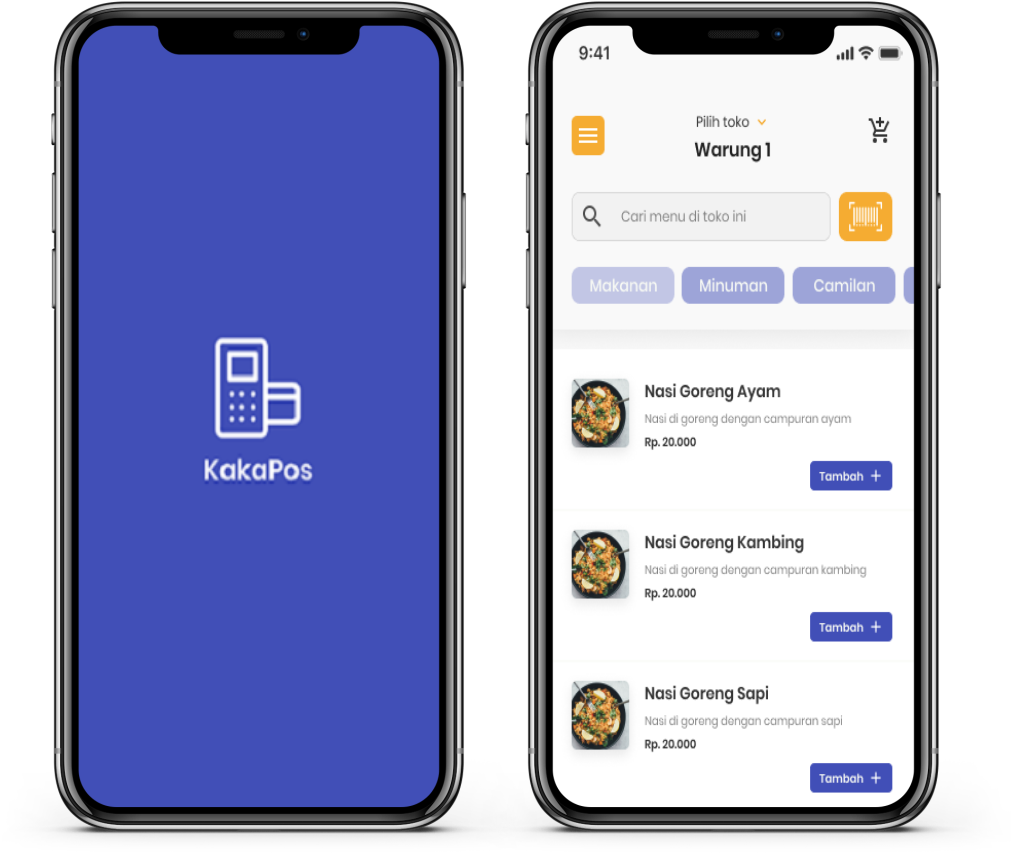 KakaPos
9:41
Pilih toko
Warung 1
Cari menu di toko ini
Makanan
Minuman
Camilan
Nasi Goreng Ayam
Nasi di goreng dengan campuran ayam
Rp. 20.000
Tambah +
Nasi Goreng Kambing
Nasi di goreng dengan campuran kambing
Rp. 20.000
Tambah +
Nasi Goreng Sapi
Nasi di goreng dengan campuran sapi
Rp. 20.000
Tambah +